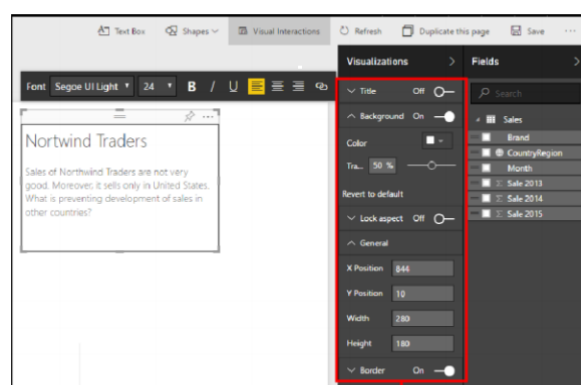 Text Box Shapes Visual Interactions Refresh Duplicate this page Save ...
Visualizations > Fields >
Font Segoe UI Light 24 B / U
Title Off
Search
Background On
Sales
Color
Brand
CountryRegion
Tra... 50 %
Month
Revert to default
Σ Sale 2013
Σ Sale 2014
Lock aspect Off
Σ Sale 2015
General
X Position 844
Y Position 10
Width 280
Height 180
Border On
...
Nortwind Traders
Sales of Northwind Traders are not very
good. Moreover, it sells only in United States.
What is preventing development of sales in
other countries?